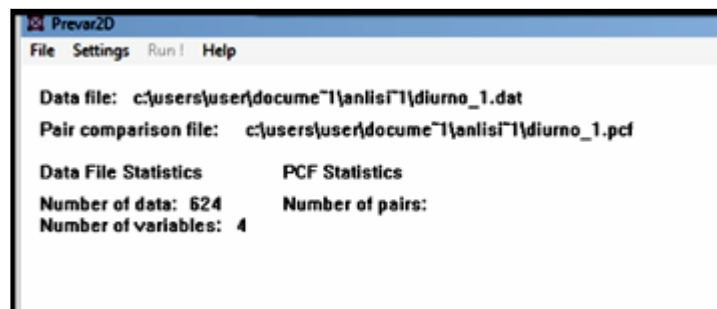 Prevar2D
File Settings Run! Help
Data file: c:\users\user\docume~1\anlisi~1\diurno_1.dat
Pair comparison file: c:\users\user\docume~1\anlisi~1\diurno_1.pcf
Data File Statistics PCF Statistics
Number of data: 624 Number of pairs:
Number of variables: 4